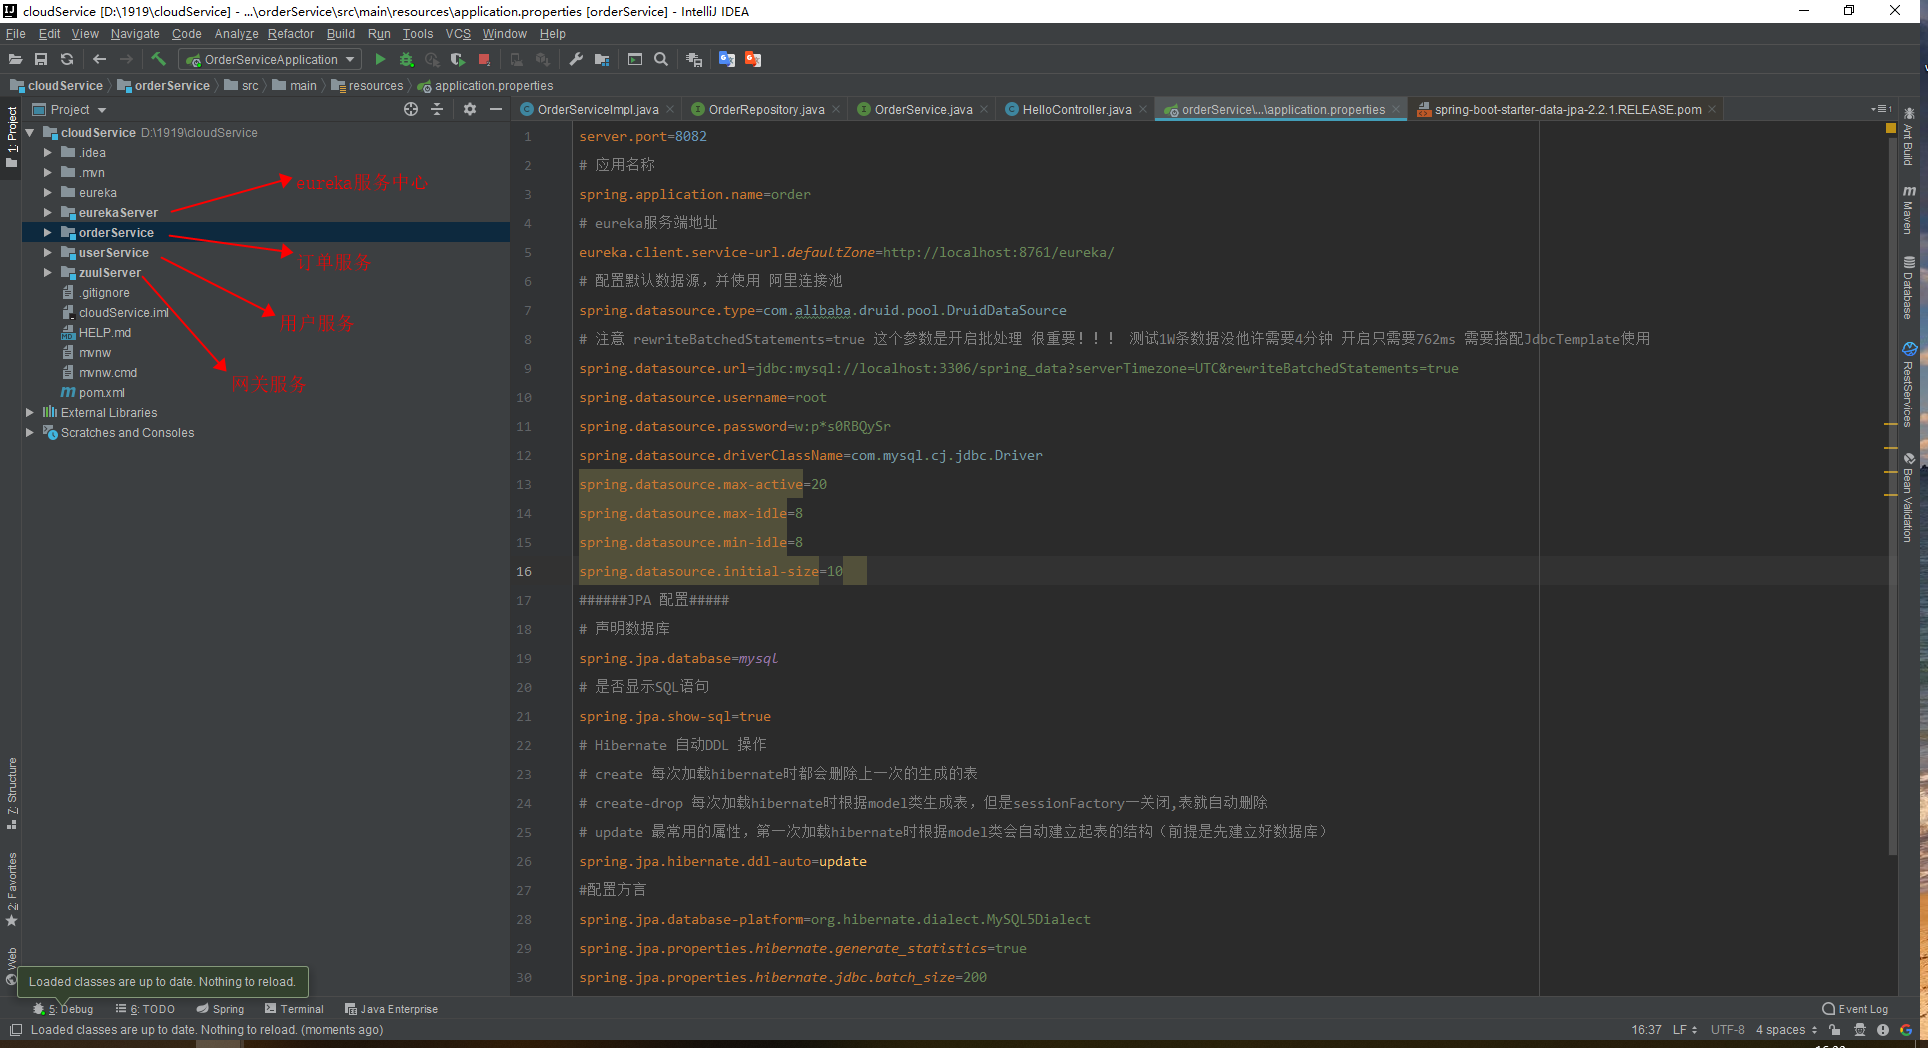 cloudService [D:\1919\cloudService] - ...\orderService\src\main\resources\application.properties [orderService] - IntelliJ IDEA
File Edit View Navigate Code Analyze Refactor Build Run Tools VCS Window Help
OrderServiceApplication
cloudService orderService src main resources application.properties
Project
OrderServiceImpl.java OrderRepository.java OrderService.java HelloController.java orderService\...\application.properties spring-boot-starter-data-jpa-2.2.1.RELEASE.pom
1: Project
7: Structure
2: Favorites
Web
cloudService D:\1919\cloudService
.idea
.mvn
eureka
eurekaServer
orderService
userService
zuulServer
.gitignore
cloudService.iml
HELP.md
mvnw
mvnw.cmd
pom.xml
External Libraries
Scratches and Consoles
eureka服务中心
订单服务
用户服务
网关服务
1 server.port=8082
2 # 应用名称
3 spring.application.name=order
4 # eureka服务端地址
5 eureka.client.service-url.defaultZone=http://localhost:8761/eureka/
6 # 配置默认数据源，并使用 阿里连接池
7 spring.datasource.type=com.alibaba.druid.pool.DruidDataSource
8 # 注意 rewriteBatchedStatements=true 这个参数是开启批处理 很重要！！！ 测试1W条数据没他许需要4分钟 开启只需要762ms 需要搭配JdbcTemplate使用
9 spring.datasource.url=jdbc:mysql://localhost:3306/spring_data?serverTimezone=UTC&rewriteBatchedStatements=true
10 spring.datasource.username=root
11 spring.datasource.password=w:p*s0RBQySr
12 spring.datasource.driverClassName=com.mysql.cj.jdbc.Driver
13 spring.datasource.max-active=20
14 spring.datasource.max-idle=8
15 spring.datasource.min-idle=8
16 spring.datasource.initial-size=10
17 ######JPA 配置#####
18 # 声明数据库
19 spring.jpa.database=mysql
20 # 是否显示SQL语句
21 spring.jpa.show-sql=true
22 # Hibernate 自动DDL 操作
23 # create 每次加载hibernate时都会删除上一次的生成的表
24 # create-drop 每次加载hibernate时根据model类生成表，但是sessionFactory一关闭,表就自动删除
25 # update 最常用的属性，第一次加载hibernate时根据model类会自动建立起表的结构（前提是先建立好数据库）
26 spring.jpa.hibernate.ddl-auto=update
27 #配置方言
28 spring.jpa.database-platform=org.hibernate.dialect.MySQL5Dialect
29 spring.jpa.properties.hibernate.generate_statistics=true
30 spring.jpa.properties.hibernate.jdbc.batch_size=200
Ant Build
Maven
Database
RestServices
Bean Validation
Loaded classes are up to date. Nothing to reload.
5: Debug 6: TODO Spring Terminal Java Enterprise Event Log
Loaded classes are up to date. Nothing to reload. (moments ago) 16:37 LF UTF-8 4 spaces